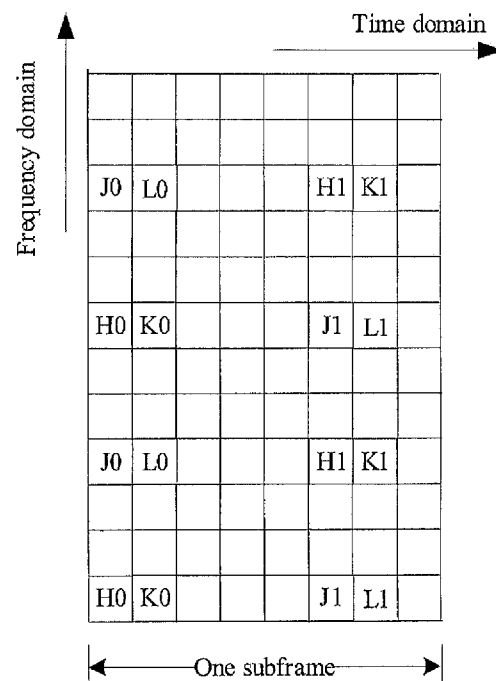 Time domain
Frequency domain
J0 L0 H1 K1
H0 K0 J1 L1
J0 L0 H1 K1
H0 K0 J1 L1
One subframe